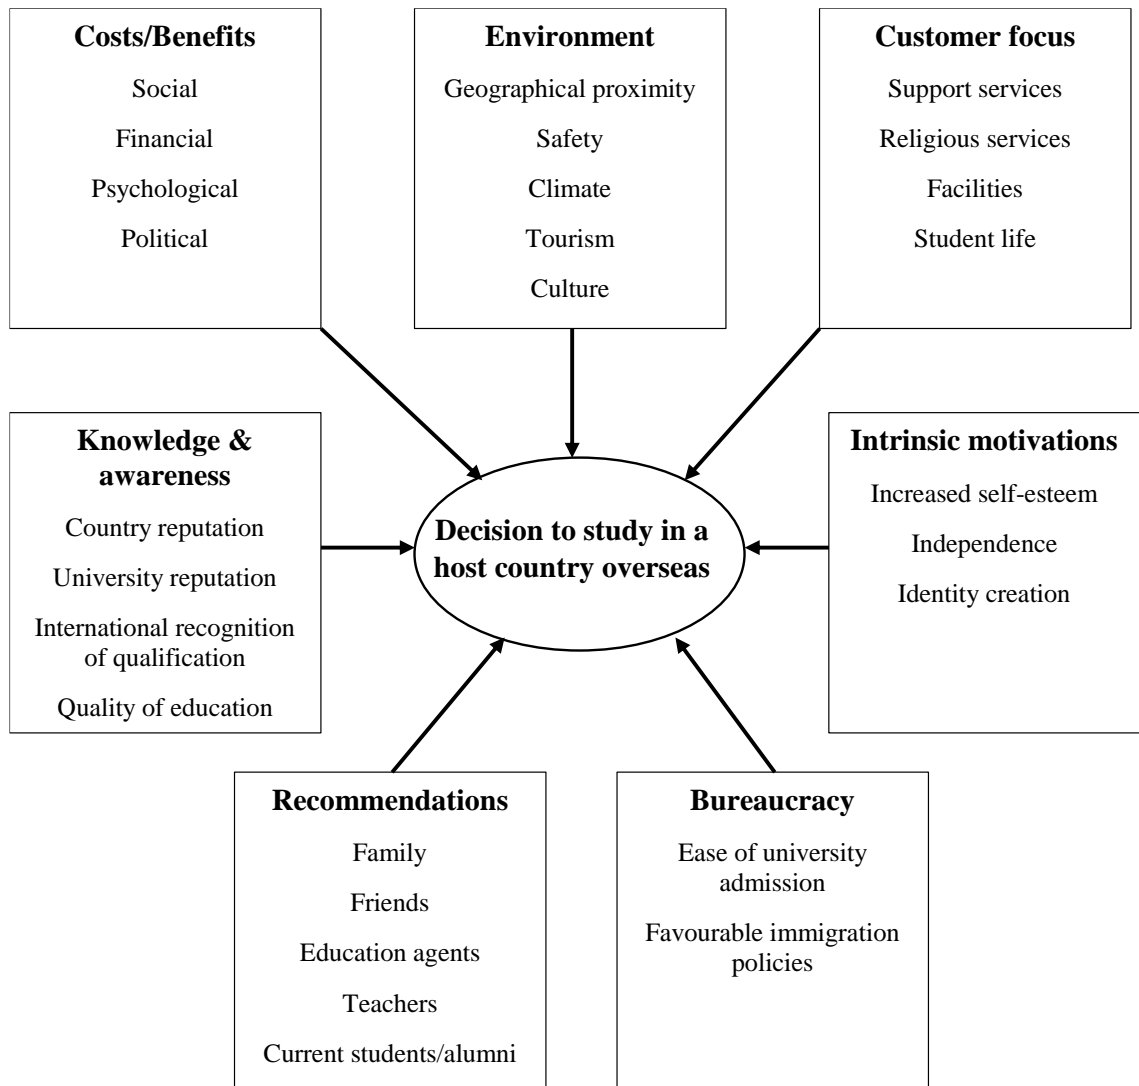 Costs/Benefits
Social
Financial
Psychological
Political
Environment
Geographical proximity
Safety
Climate
Tourism
Culture
Customer focus
Support services
Religious services
Facilities
Student life
Knowledge &
awareness
Country reputation
University reputation
International recognition
of qualification
Quality of education
Decision to study in a
host country overseas
Intrinsic motivations
Increased self-esteem
Independence
Identity creation
Recommendations
Family
Friends
Education agents
Teachers
Current students/alumni
Bureaucracy
Ease of university
admission
Favourable immigration
policies